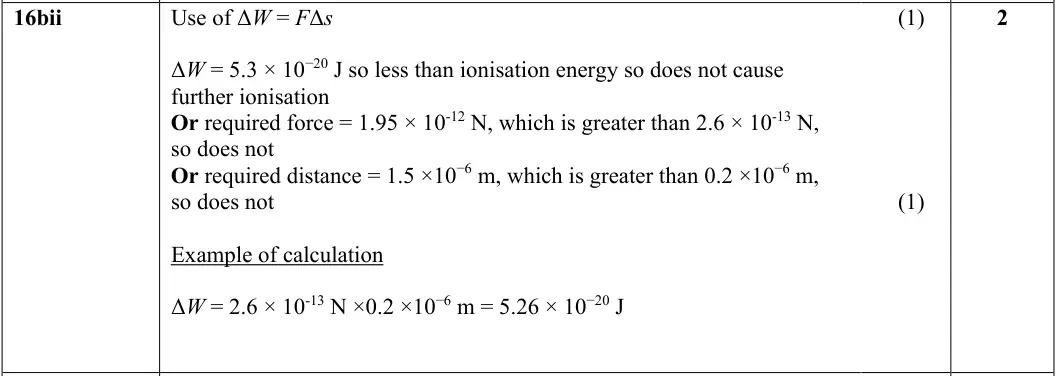 16bii Use of ΔW = FΔs (1) 2
ΔW = 5.3 × 10⁻²⁰ J so less than ionisation energy so does not cause
further ionisation
Or required force = 1.95 × 10⁻¹² N, which is greater than 2.6 × 10⁻¹³ N,
so does not
Or required distance = 1.5 ×10⁻⁶ m, which is greater than 0.2 ×10⁻⁶ m,
so does not (1)
Example of calculation
ΔW = 2.6 × 10⁻¹³ N ×0.2 ×10⁻⁶ m = 5.26 × 10⁻²⁰ J